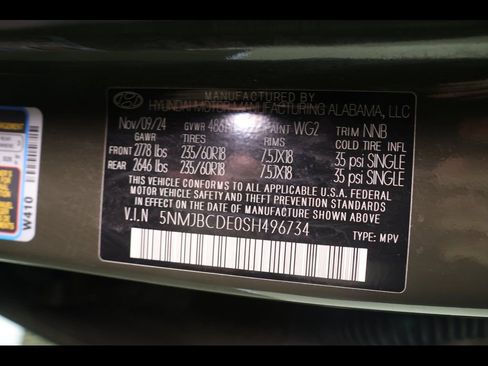 MANUFACTURED BY
HYUNDAI MOTOR MANUFACTURING ALABAMA, LLC
Nov/09/24 GVWR PAINT WG2 TRIM NNB
GAWR TIRES RIMS COLD TIRE INFL
FRONT 2778 lbs 235/60R18 7.5JX18 35 psi SINGLE
REAR 2646 lbs 235/60R18 7.5JX18 35 psi SINGLE
THIS VEHICLE CONFORMS TO ALL APPLICABLE U.S.A. FEDERAL
MOTOR VEHICLE SAFETY AND THEFT PREVENTION STANDARDS
IN EFFECT ON THE DATE OF MANUFACTURE SHOWN ABOVE.
V.I.N 5NMJBCDE0SH496734
TYPE: MPV
W410